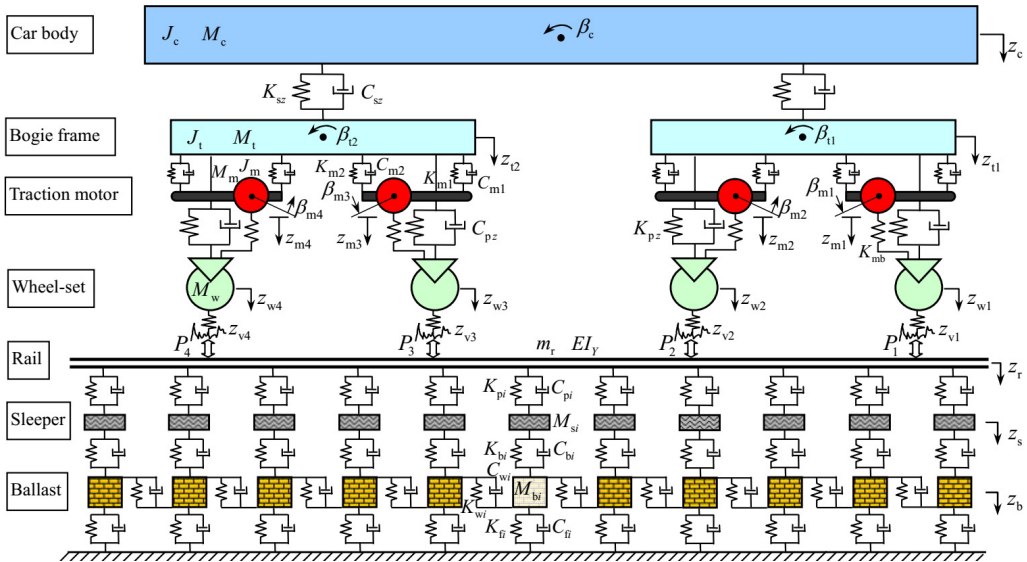 Car body
J_c M_c β_c z_c
K_sz C_sz
Bogie frame
J_t M_t β_t2 z_t2 β_t1 z_t1
M_m J_m K_m2 C_m2 K_m1 C_m1
Traction motor
β_m4 β_m3 β_m2 β_m1
z_m4 z_m3 C_pz K_pz z_m2 z_m1 K_mb
Wheel-set
M_w z_w4 z_w3 z_w2 z_w1
z_v4 z_v3 z_v2 z_v1
P_4 P_3 P_2 P_1
Rail
m_r EI_Y z_r
K_pi C_pi
Sleeper
M_si z_s
K_bi C_bi
C_wi
Ballast
M_bi z_b
K_wi
K_fi C_fi